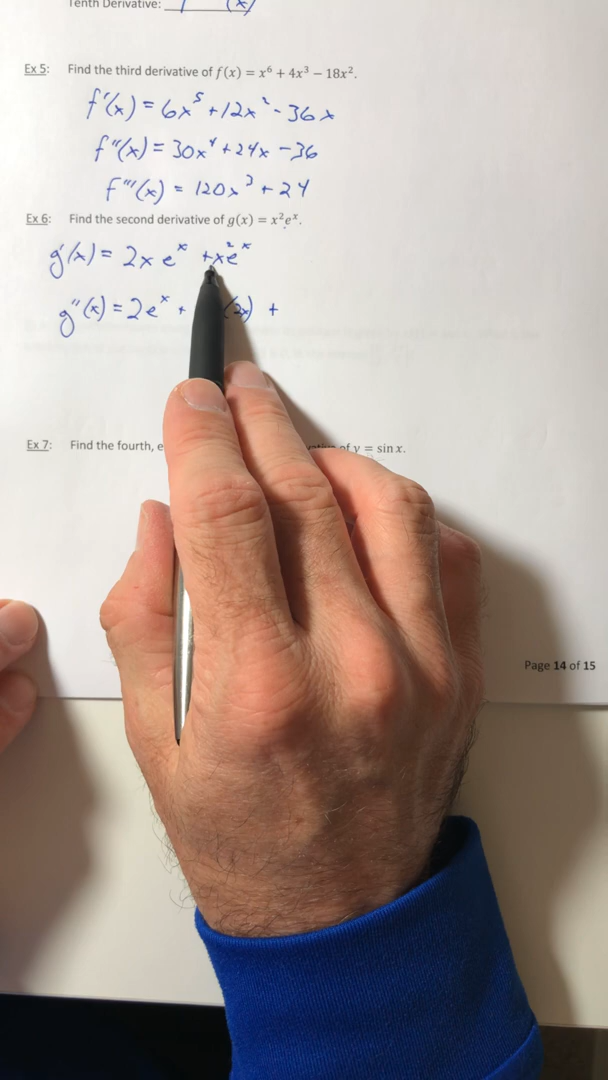 Tenth Derivative: (x)
Ex 5: Find the third derivative of f(x) = x⁶ + 4x³ − 18x².
f'(x) = 6x⁵ + 12x² - 36x
f''(x) = 30x⁴ + 24x - 36
f'''(x) = 120x³ + 24
Ex 6: Find the second derivative of g(x) = x²eˣ.
g'(x) = 2x eˣ + x²eˣ
g''(x) = 2eˣ + (2x) +
Ex 7: Find the fourth, of y = sin x.
Page 14 of 15